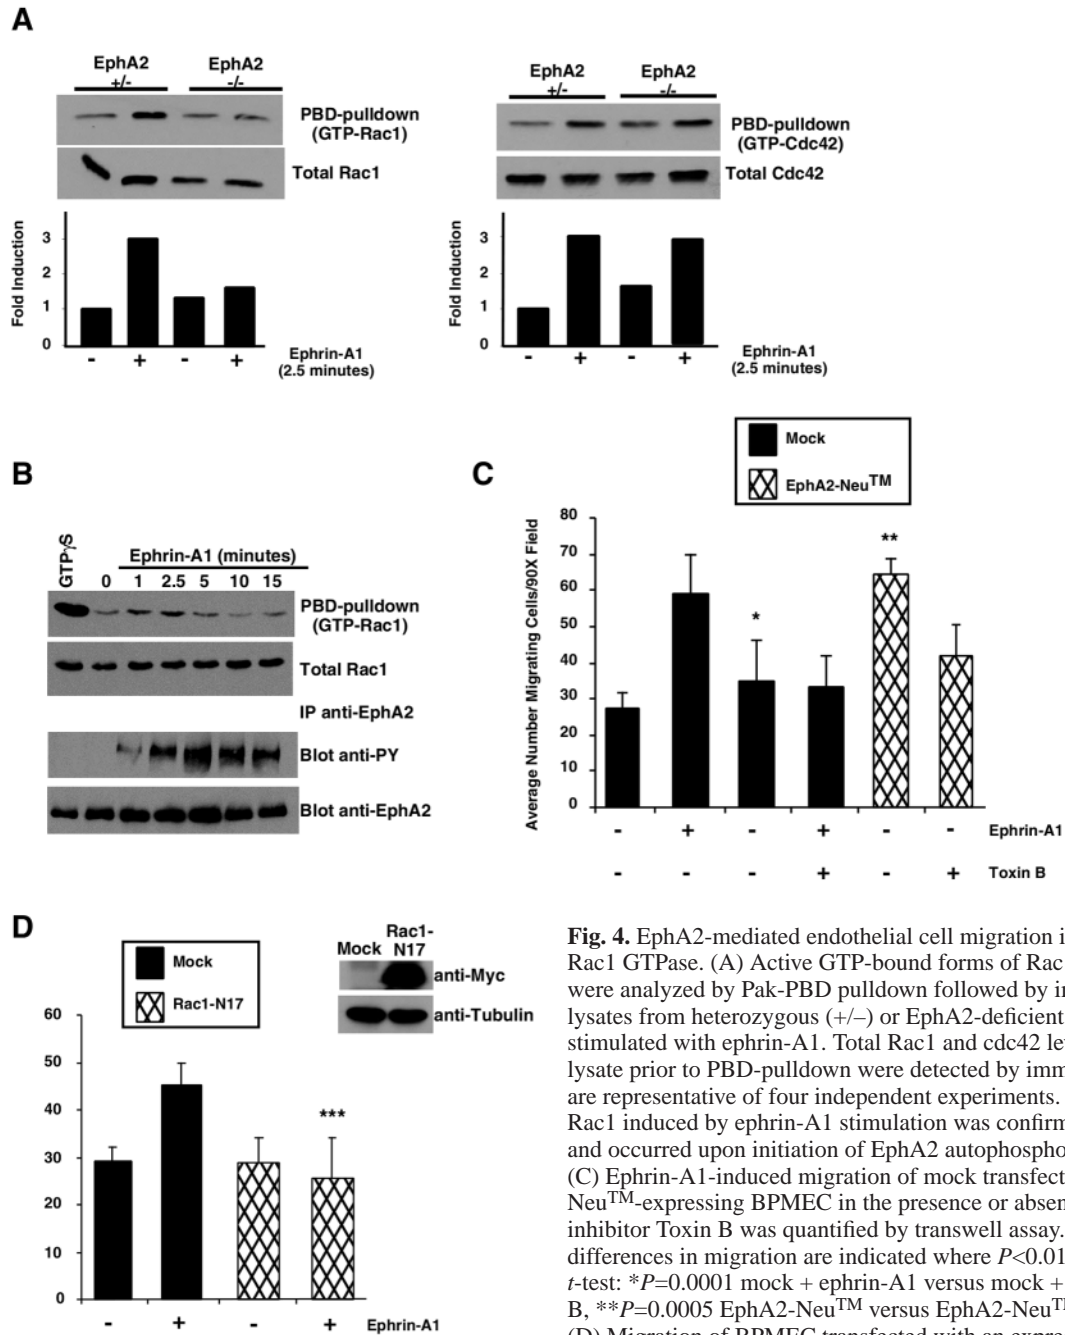 A
EphA2 +/-
EphA2 -/-
PBD-pulldown
(GTP-Rac1)
Total Rac1
Fold Induction
3
2
1
0
- + - +
Ephrin-A1
(2.5 minutes)
EphA2 +/-
EphA2 -/-
PBD-pulldown
(GTP-Cdc42)
Total Cdc42
Fold Induction
3
2
1
0
- + - +
Ephrin-A1
(2.5 minutes)
B
GTPγS
Ephrin-A1 (minutes)
0 1 2.5 5 10 15
PBD-pulldown
(GTP-Rac1)
Total Rac1
IP anti-EphA2
Blot anti-PY
Blot anti-EphA2
C
Mock
EphA2-Neu™
Average Number Migrating Cells/90X Field
80
70
60
50
40
30
20
10
0
*
**
- + - + - - Ephrin-A1
- - - + - + Toxin B
D
Mock
Rac1-N17
Mock
Rac1-
N17
anti-Myc
anti-Tubulin
60
50
40
30
20
10
0
***
- + - + Ephrin-A1
Fig. 4. EphA2-mediated endothelial cell migration i
Rac1 GTPase. (A) Active GTP-bound forms of Rac
were analyzed by Pak-PBD pulldown followed by i
lysates from heterozygous (+/–) or EphA2-deficient
stimulated with ephrin-A1. Total Rac1 and cdc42 lev
lysate prior to PBD-pulldown were detected by imm
are representative of four independent experiments.
Rac1 induced by ephrin-A1 stimulation was confirm
and occurred upon initiation of EphA2 autophospho
(C) Ephrin-A1-induced migration of mock transfect
Neu™-expressing BPMEC in the presence or absen
inhibitor Toxin B was quantified by transwell assay.
differences in migration are indicated where P<0.01
t-test: *P=0.0001 mock + ephrin-A1 versus mock +
B, **P=0.0005 EphA2-Neu™ versus EphA2-Neu
(D) Migration of BPMEC transfected with an expre